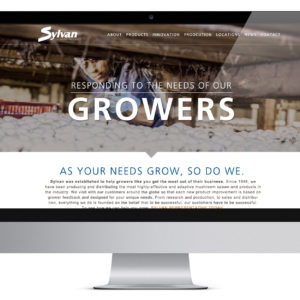 Sylvan
ABOUT PRODUCTS INNOVATION PRODUCTION LOCATIONS NEWS CONTACT
RESPONDING TO THE NEEDS OF OUR
GROWERS
AS YOUR NEEDS GROW, SO DO WE.
Sylvan was established to help growers like you get the most out of their business. Since 1932, we
have been producing and distributing the most highly-effective and adaptive mushroom spawn and products in
the industry. We visit with our customers around the globe so that each new product improvement is based on
grower feedback and designed for your unique needs. From research and production, to sales and distri-
bution, everything we do is founded on the belief that to be successful, our customers have to be successful.